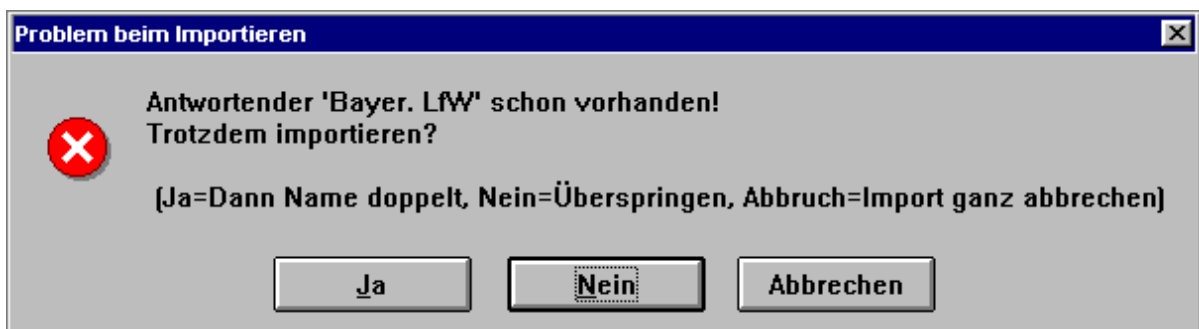 Problem beim Importieren
Antwortender 'Bayer. LfW' schon vorhanden!
Trotzdem importieren?
(Ja=Dann Name doppelt, Nein=Überspringen, Abbruch=Import ganz abbrechen)
Ja Nein Abbrechen